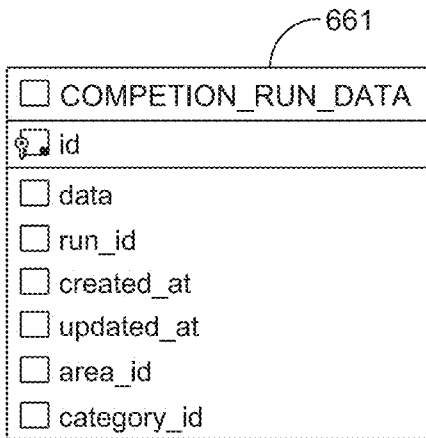 661
COMPETION_RUN_DATA
id
data
run_id
created_at
updated_at
area_id
category_id